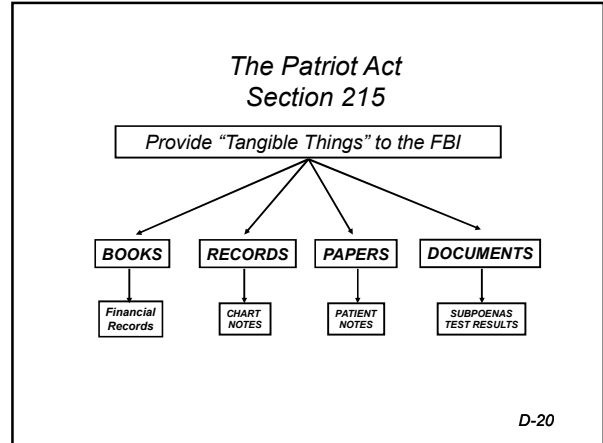 The Patriot Act
Section 215
Provide “Tangible Things” to the FBI
BOOKS
RECORDS
PAPERS
DOCUMENTS
Financial
Records
CHART
NOTES
PATIENT
NOTES
SUBPOENAS
TEST RESULTS
D-20